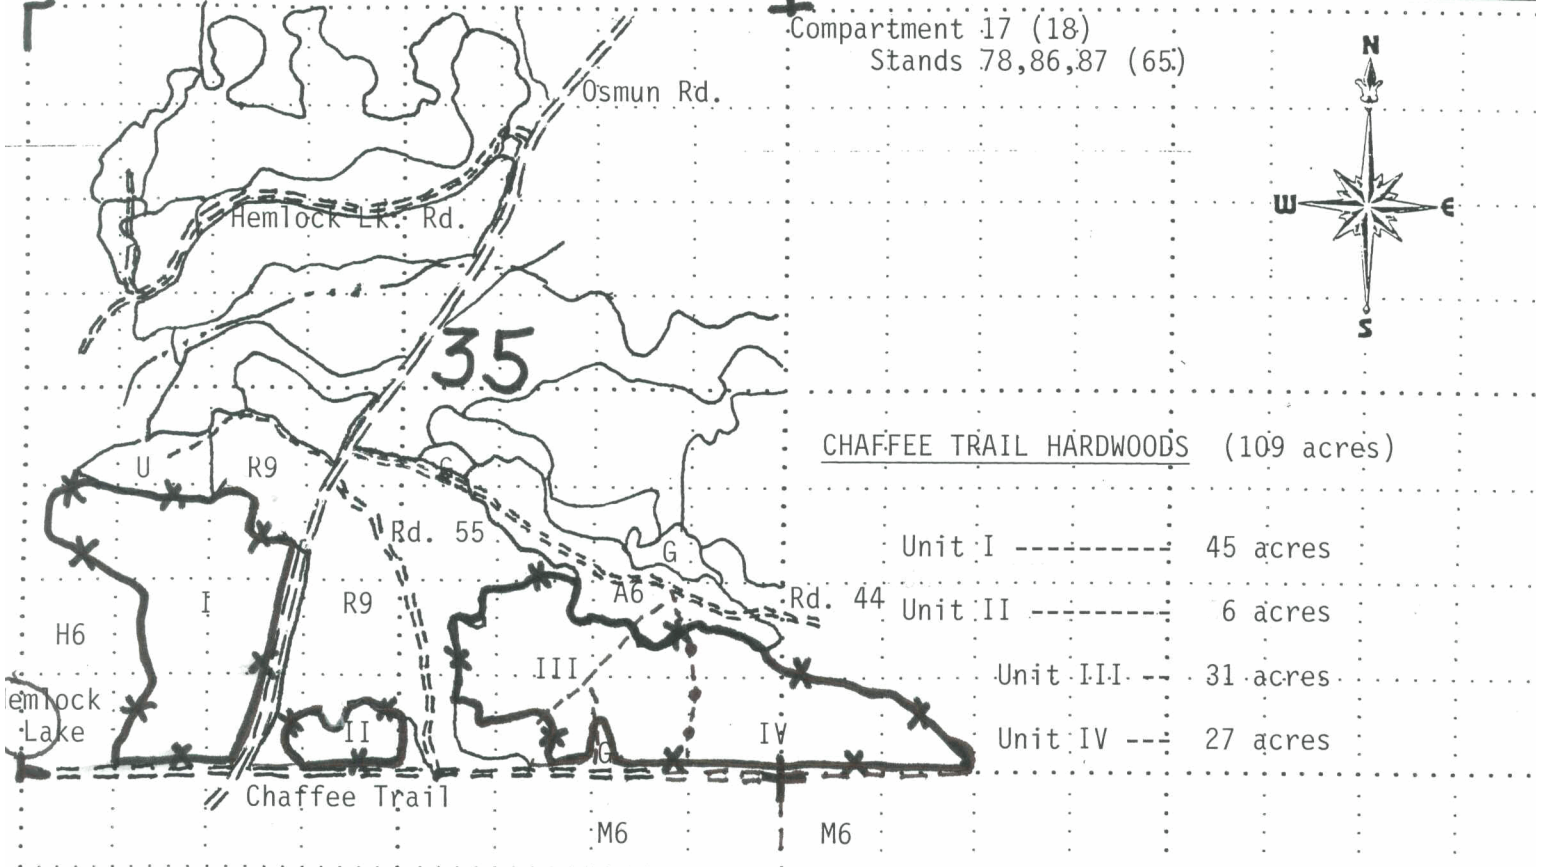 Compartment 17 (18)
Stands 78,86,87 (65)
N
W
E
S
Osmun Rd.
Hemlock Lk. Rd.
35
CHAFFEE TRAIL HARDWOODS (109 acres)
U
R9
G
Rd. 55
G
Unit I ---------- 45 acres
I
R9
A6
Rd. 44
Unit II --------- 6 acres
H6
III
Unit III -- 31 acres
emlock
Lake
II
G
IV
Unit IV --- 27 acres
Chaffee Trail
M6
M6